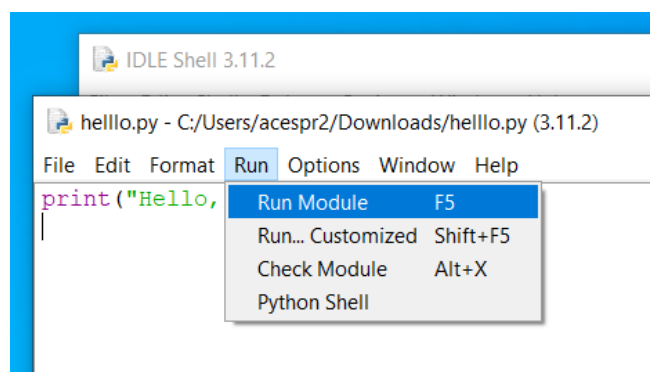 IDLE Shell 3.11.2
helllo.py - C:/Users/acespr2/Downloads/helllo.py (3.11.2)
File Edit Format Run Options Window Help
print("Hello,
Run Module F5
Run... Customized Shift+F5
Check Module Alt+X
Python Shell